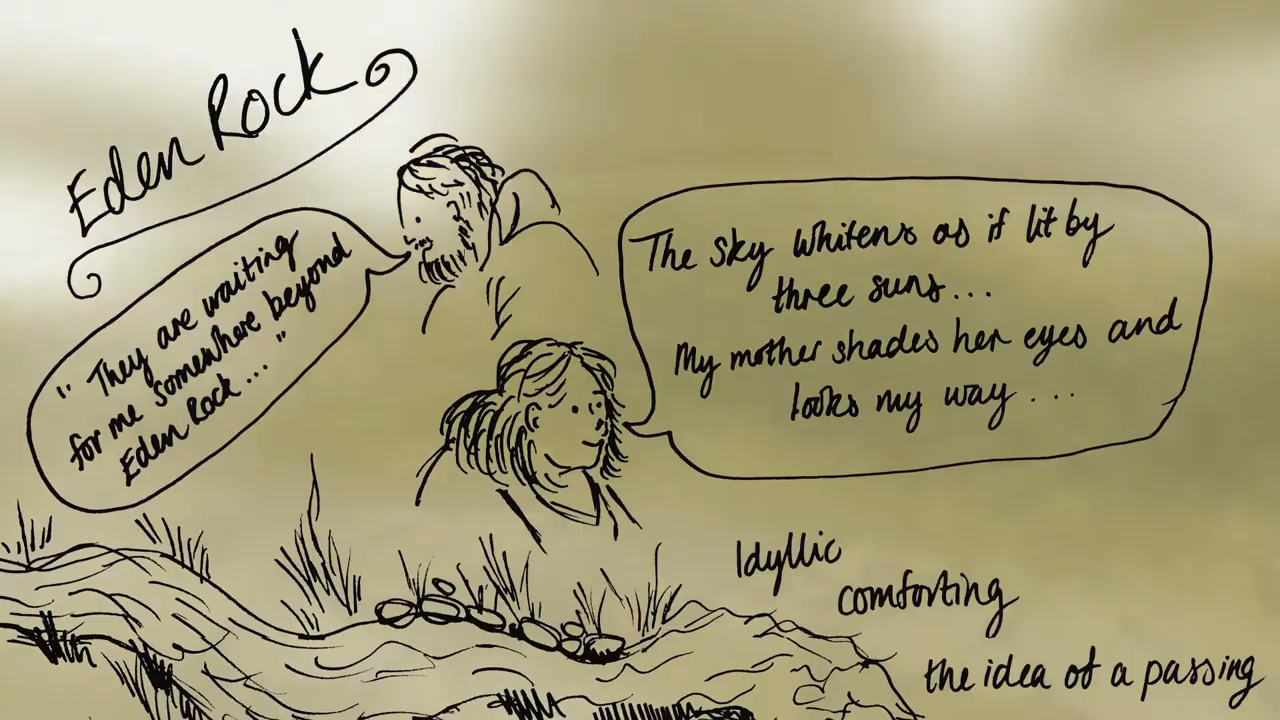 Eden Rock
" They are waiting
for me somewhere beyond
Eden Rock... "
The sky whitens as if lit by
three suns...
My mother shades her eyes and
looks my way ...
Idyllic
comforting
the idea of a passing